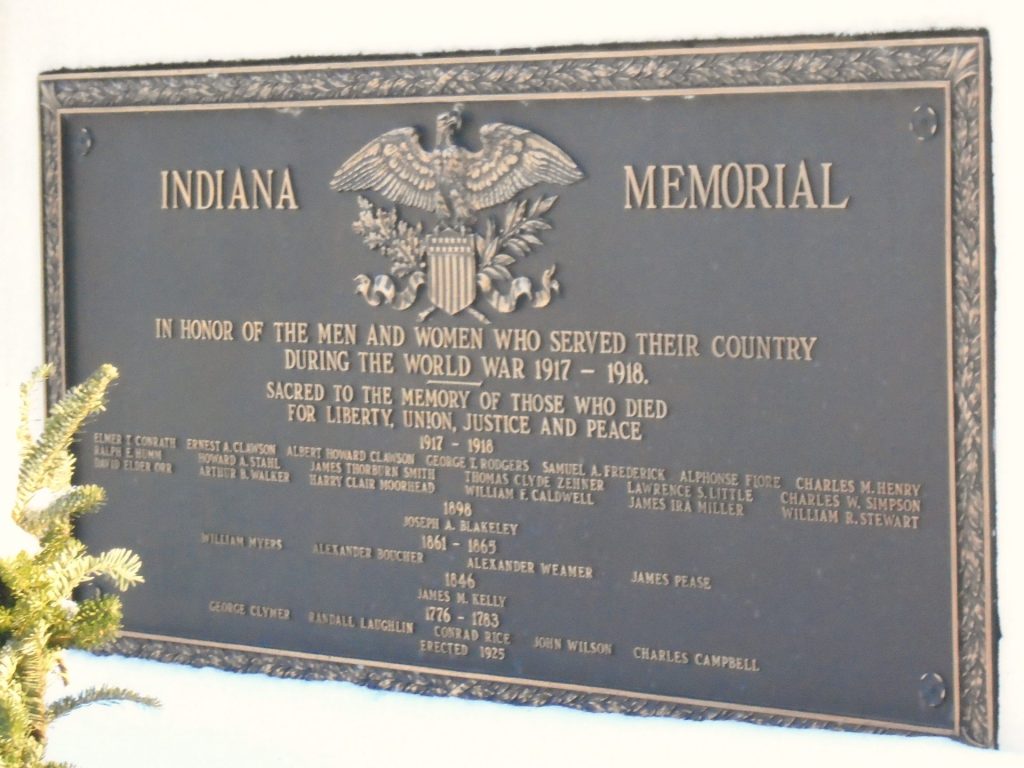 INDIANA MEMORIAL
IN HONOR OF THE MEN AND WOMEN WHO SERVED THEIR COUNTRY
DURING THE WORLD WAR 1917 - 1918.
SACRED TO THE MEMORY OF THOSE WHO DIED
FOR LIBERTY, UNION, JUSTICE AND PEACE
1917 - 1918
ELMER T. CONRATH ERNEST A. CLAWSON ALBERT HOWARD CLAWSON GEORGE T. RODGERS SAMUEL A. FREDERICK ALPHONSE FIORE CHARLES M. HENRY
RALPH E. HUMM HOWARD A. STAHL JAMES THORBURN SMITH THOMAS CLYDE ZEHNER LAWRENCE S. LITTLE CHARLES W. SIMPSON
DAVID ELDER ORR ARTHUR B. WALKER HARRY CLAIR MOORHEAD WILLIAM F. CALDWELL JAMES IRA MILLER WILLIAM R. STEWART
1898
JOSEPH A. BLAKELEY
1861 - 1865
WILLIAM MYERS ALEXANDER BOUCHER ALEXANDER WEAMER JAMES PEASE
1846
JAMES M. KELLY
1776 - 1783
GEORGE CLYMER RANDALL LAUGHLIN CONRAD RICE JOHN WILSON CHARLES CAMPBELL
ERECTED 1925